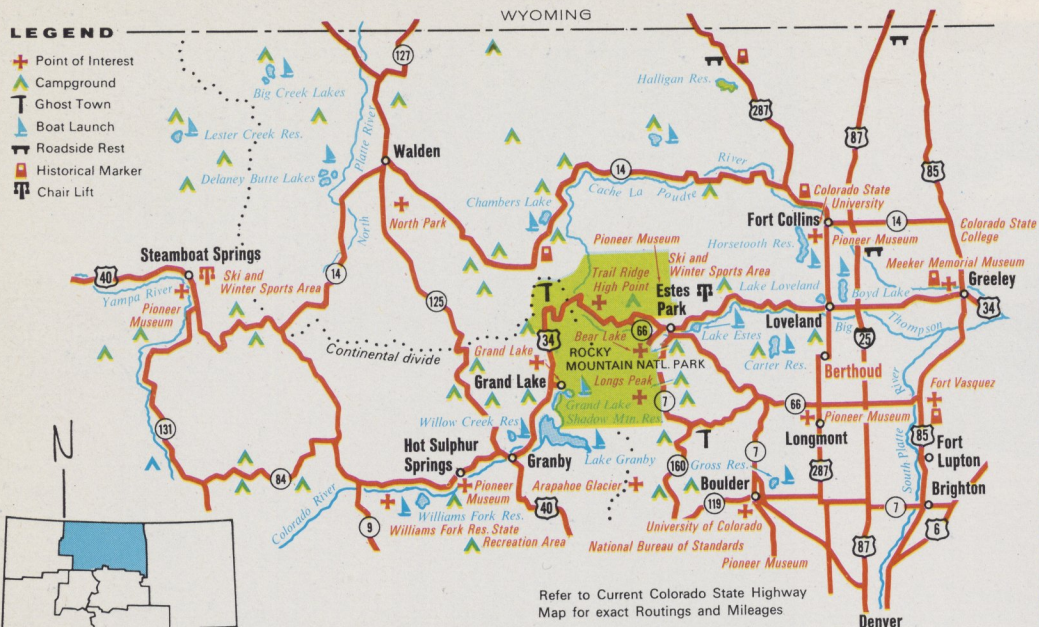 WYOMING
LEGEND
Point of Interest
Campground
Ghost Town
Boat Launch
Roadside Rest
Historical Marker
Chair Lift
127
Big Creek Lakes
Lester Creek Res.
Delaney Butte Lakes
Platte River
North
Walden
North Park
Chambers Lake
Halligan Res.
287
87
85
14
Cache La Poudre
River
Colorado State
University
Fort Collins
14
Colorado State
College
Pioneer Museum
Horsetooth Res.
Meeker Memorial Museum
Greeley
34
40
Steamboat Springs
Ski and
Winter Sports Area
Yampa River
Pioneer
Museum
14
125
Continental divide
Pioneer Museum
Ski and
Winter Sports Area
Trail Ridge
High Point
Estes
Park
Lake Loveland
Boyd Lake
Loveland
Big
Thompson
River
25
34
66
Bear Lake
Lake Estes
ROCKY
MOUNTAIN NATL. PARK
Carter Res.
Berthoud
Grand Lake
Grand Lake
Longs Peak
Grand Lake
Shadow Mtn. Res.
7
66
Fort Vasquez
Pioneer Museum
Longmont
85
Fort
Lupton
South Platte
131
84
Willow Creek Res.
Hot Sulphur
Springs
Granby
Lake Granby
160
Gross Res.
7
287
Boulder
Brighton
Arapahoe Glacier
119
7
6
Colorado River
Pioneer
Museum
Williams Fork Res.
Williams Fork Res. State
Recreation Area
9
40
University of Colorado
National Bureau of Standards
Pioneer Museum
87
N
Refer to Current Colorado State Highway
Map for exact Routings and Mileages
Denver